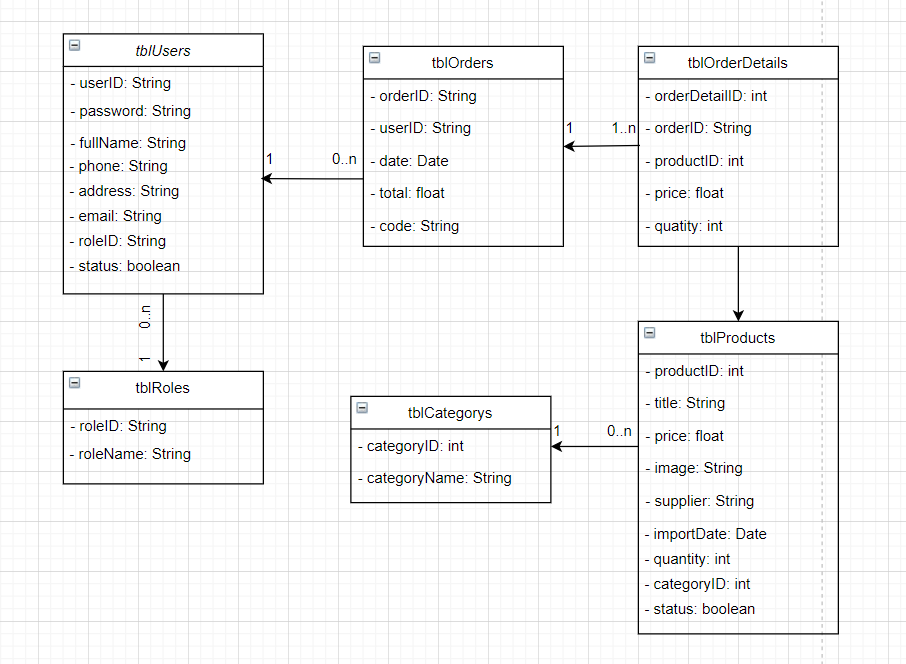 tblUsers
- userID: String
- password: String
- fullName: String
- phone: String
- address: String
- email: String
- roleID: String
- status: boolean
1
0..n
tblOrders
- orderID: String
- userID: String
- date: Date
- total: float
- code: String
1
1..n
tblOrderDetails
- orderDetailID: int
- orderID: String
- productID: int
- price: float
- quatity: int
0..n
1
tblRoles
- roleID: String
- roleName: String
tblCategorys
- categoryID: int
- categoryName: String
1
0..n
tblProducts
- productID: int
- title: String
- price: float
- image: String
- supplier: String
- importDate: Date
- quantity: int
- categoryID: int
- status: boolean